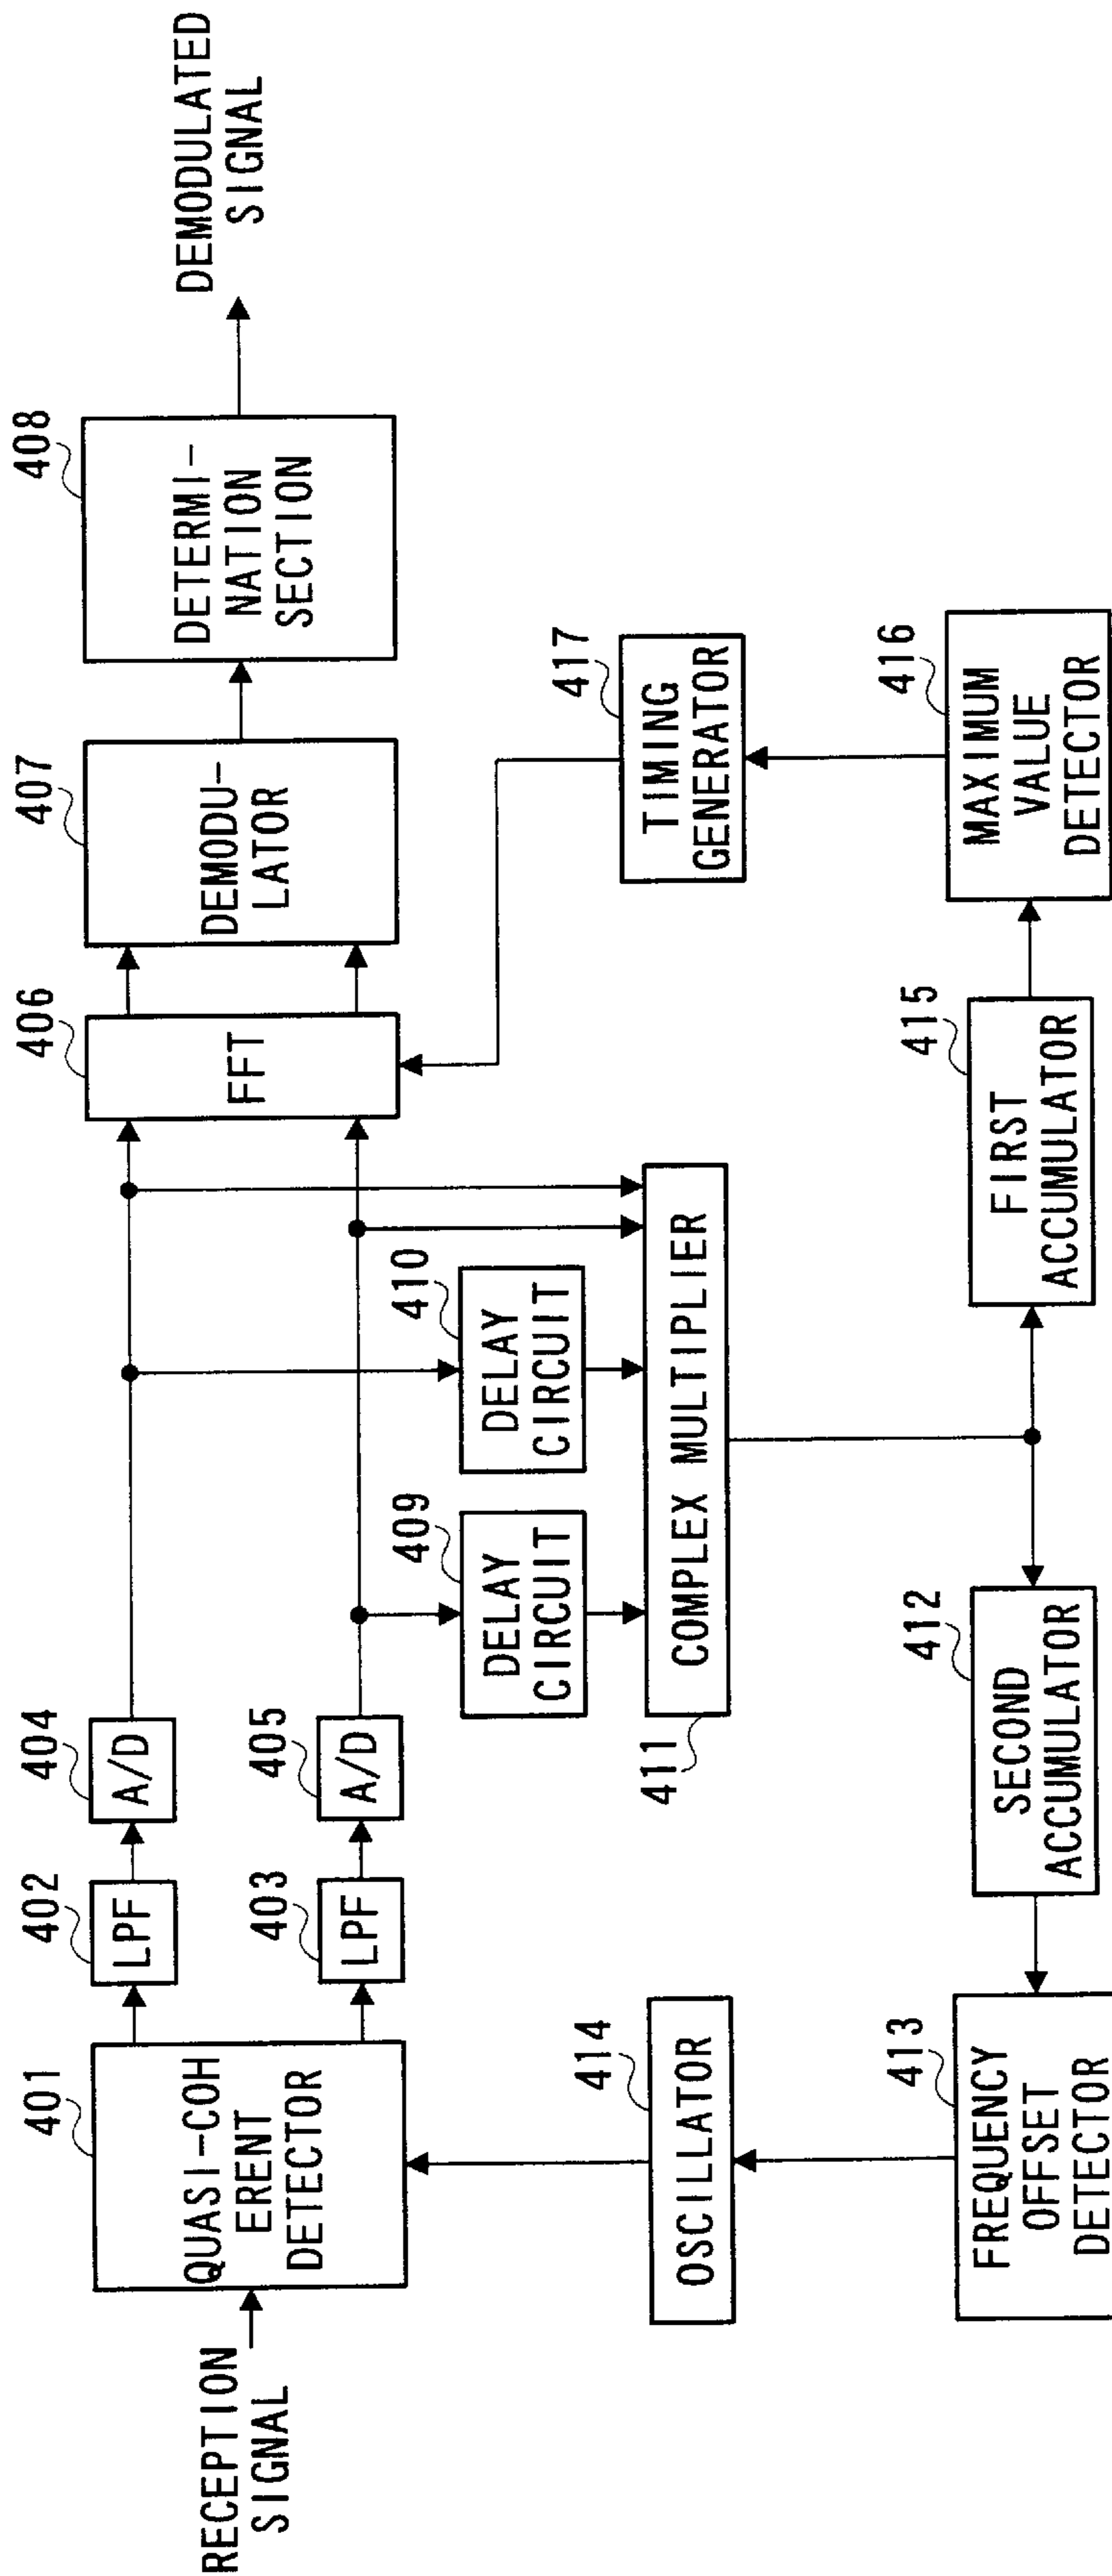 RECEPTION
SIGNAL
401
QUASI-COH
ERENT
DETECTOR
402
LPF
403
LPF
404
A/D
405
A/D
406
FFT
407
DEMODU-
LATOR
408
DETERMI-
NATION
SECTION
DEMODULATED
SIGNAL
409
DELAY
CIRCUIT
410
DELAY
CIRCUIT
411
COMPLEX MULTIPLIER
414
OSCILLATOR
417
TIMING
GENERATOR
413
FREQUENCY
OFFSET
DETECTOR
412
SECOND
ACCUMULATOR
415
FIRST
ACCUMULATOR
416
MAXIMUM
VALUE
DETECTOR